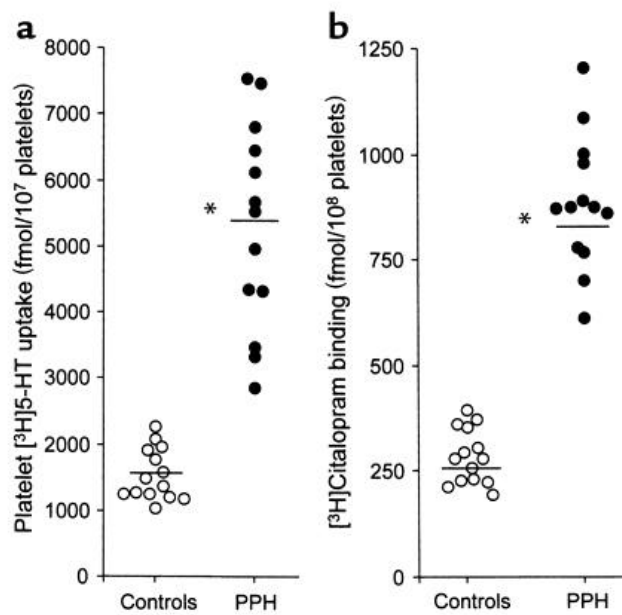 a
Platelet [³H]5-HT uptake (fmol/10⁷ platelets)
8000
7000
6000
5000
4000
3000
2000
1000
0
*
Controls PPH
b
[³H]Citalopram binding (fmol/10⁸ platelets)
1250
1000
750
500
250
0
*
Controls PPH